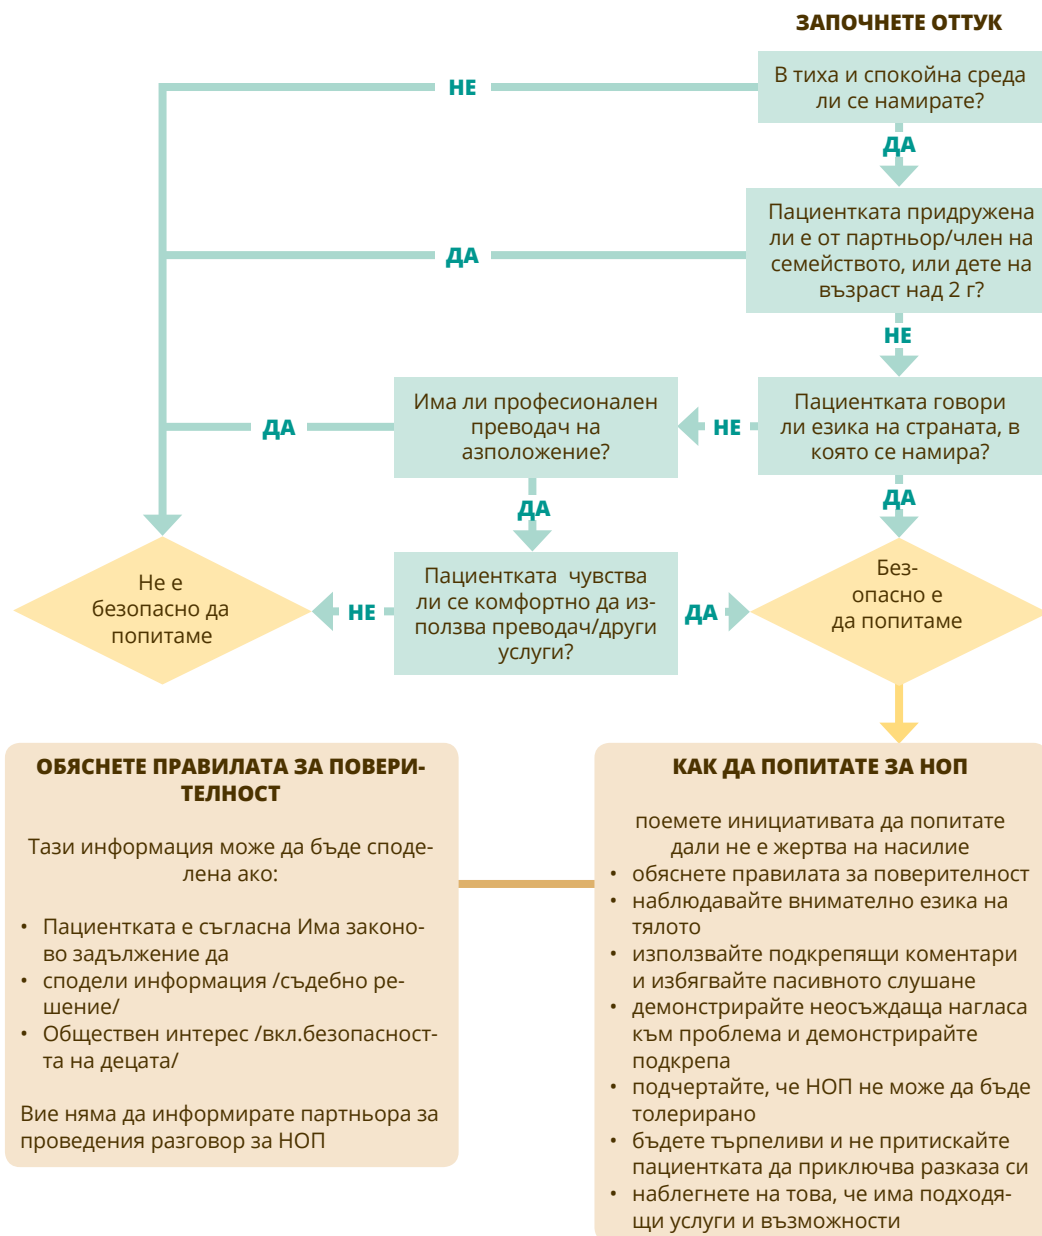 ЗАПОЧНЕТЕ ОТТУК
В тиха и спокойна среда
ли се намирате?
НЕ
ДА
Пациентката придружена
ли е от партньор/член на
семейството, или дете на
възраст над 2 г?
ДА
НЕ
Пациентката говори
ли езика на страната, в
която се намира?
НЕ
Има ли професионален
преводач на
азположение?
ДА
ДА
ДА
Пациентката чувства
ли се комфортно да из-
ползва преводач/други
услуги?
НЕ
ДА
Не е
безопасно да
попитаме
Без-
опасно е
да попитаме
ОБЯСНЕТЕ ПРАВИЛАТА ЗА ПОВЕРИ-
ТЕЛНОСТ
Тази информация може да бъде споде-
лена ако:
• Пациентката е съгласна Има законо-
во задължение да
• сподели информация /съдебно ре-
шение/
• Обществен интерес /вкл.безопасност-
та на децата/
Вие няма да информирате партньора за
проведения разговор за НОП
КАК ДА ПОПИТАТЕ ЗА НОП
поемете инициативата да попитате
дали не е жертва на насилие
• обяснете правилата за поверителност
• наблюдавайте внимателно езика на
тялото
• използвайте подкрепящи коментари
и избягвайте пасивното слушане
• демонстрирайте неосъждаща нагласа
към проблема и демонстрирайте
подкрепа
• подчертайте, че НОП не може да бъде
толерирано
• бъдете търпеливи и не притискайте
пациентката да приключва разказа си
• наблегнете на това, че има подходя-
щи услуги и възможности